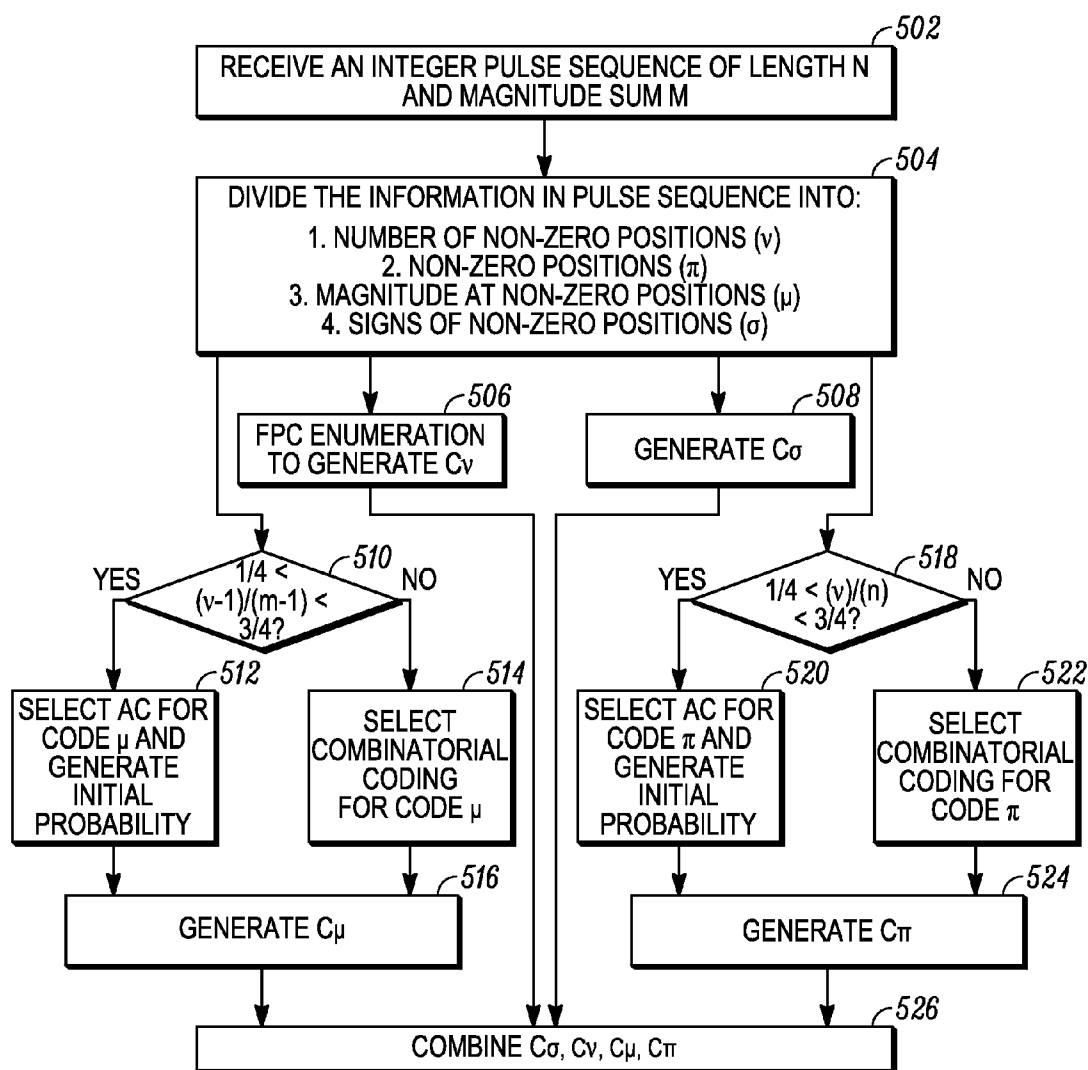 502
RECEIVE AN INTEGER PULSE SEQUENCE OF LENGTH N
AND MAGNITUDE SUM M
504
DIVIDE THE INFORMATION IN PULSE SEQUENCE INTO:
1. NUMBER OF NON-ZERO POSITIONS (ν)
2. NON-ZERO POSITIONS (π)
3. MAGNITUDE AT NON-ZERO POSITIONS (μ)
4. SIGNS OF NON-ZERO POSITIONS (σ)
506
FPC ENUMERATION
TO GENERATE Cν
508
GENERATE Cσ
510
YES
1/4 <
(ν-1)/(m-1) <
3/4?
NO
518
YES
1/4 < (ν)/(n)
< 3/4?
NO
512
SELECT AC FOR
CODE μ AND
GENERATE
INITIAL
PROBABILITY
514
SELECT
COMBINATORIAL
CODING
FOR CODE μ
520
SELECT AC FOR
CODE π AND
GENERATE
INITIAL
PROBABILITY
522
SELECT
COMBINATORIAL
CODING FOR
CODE π
516
GENERATE Cμ
524
GENERATE Cπ
526
COMBINE Cσ, Cν, Cμ, Cπ